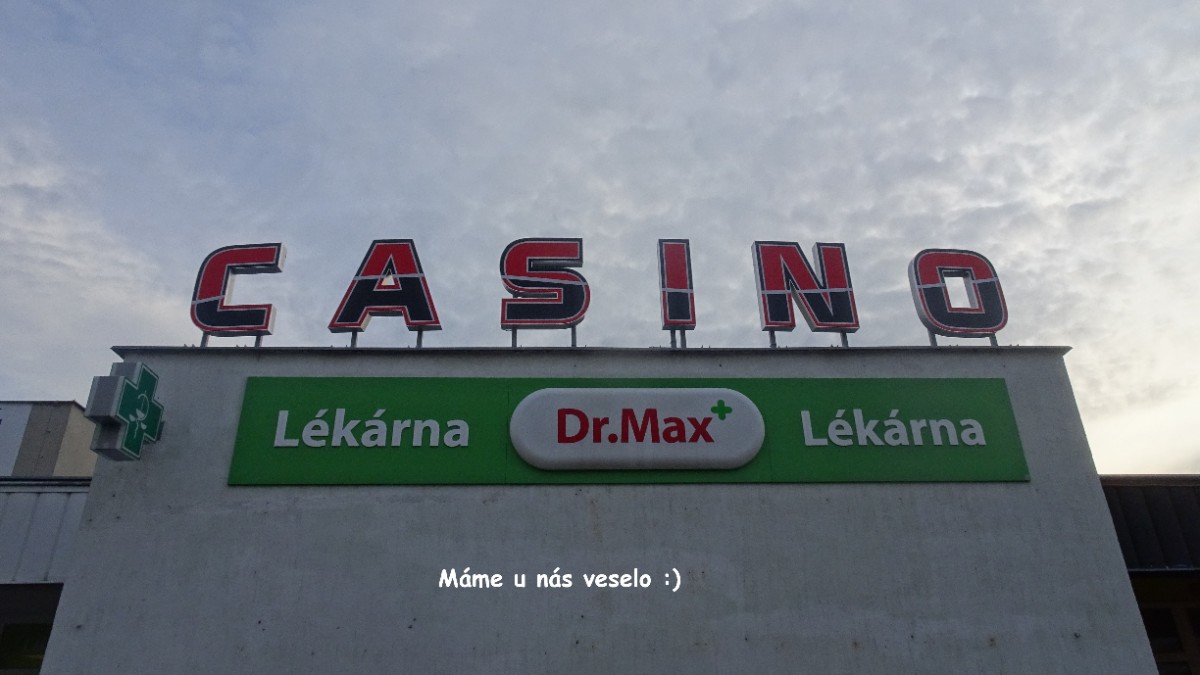 CASINO
Lékárna Dr.Max+ Lékárna
Máme u nás veselo :)